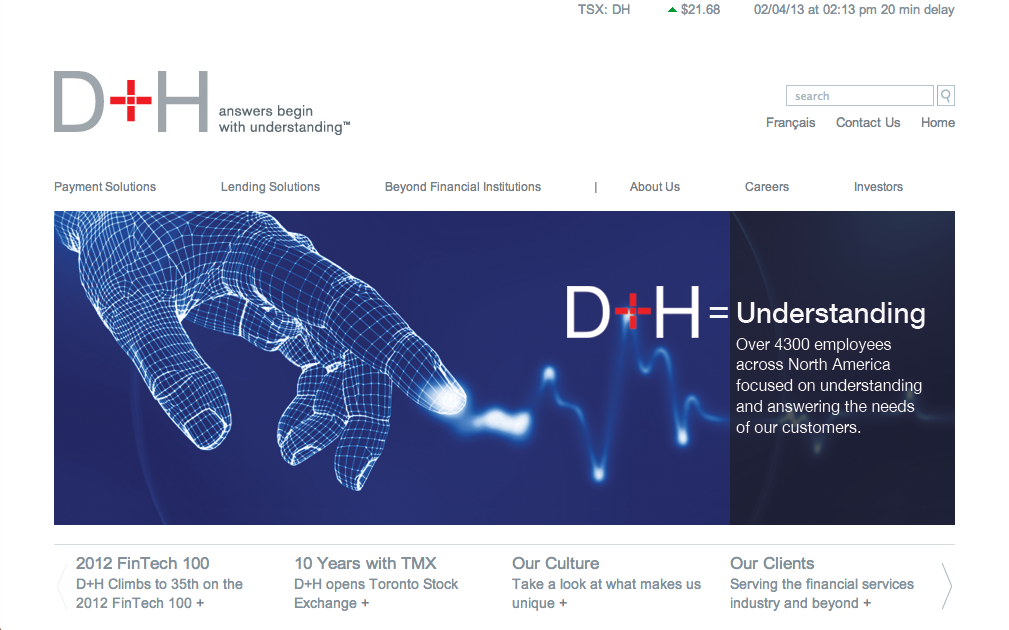 TSX: DH $21.68 02/04/13 at 02:13 pm 20 min delay
D+H answers begin
with understanding™
search
Français Contact Us Home
Payment Solutions Lending Solutions Beyond Financial Institutions | About Us Careers Investors
D+H = Understanding
Over 4300 employees
across North America
focused on understanding
and answering the needs
of our customers.
2012 FinTech 100
D+H Climbs to 35th on the
2012 FinTech 100 +
10 Years with TMX
D+H opens Toronto Stock
Exchange +
Our Culture
Take a look at what makes us
unique +
Our Clients
Serving the financial services
industry and beyond +